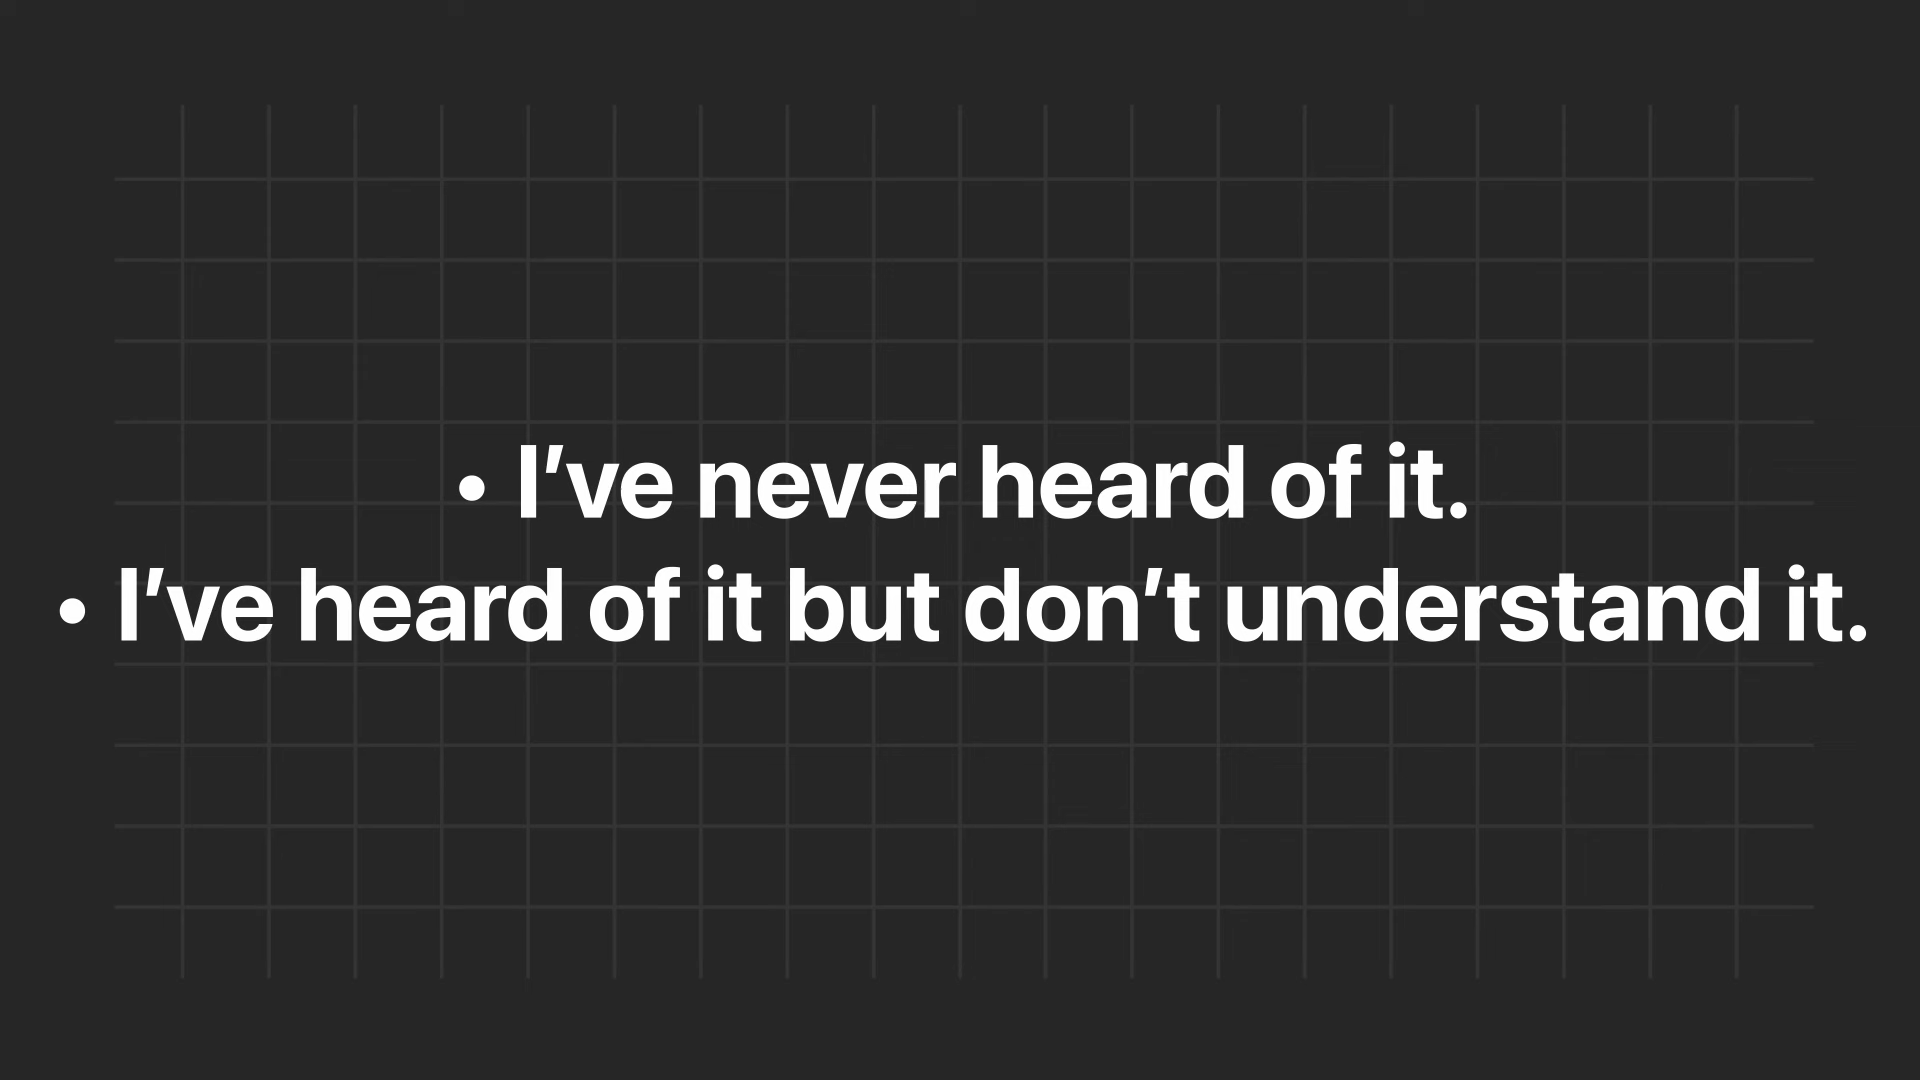 • I’ve never heard of it.
• I’ve heard of it but don’t understand it.